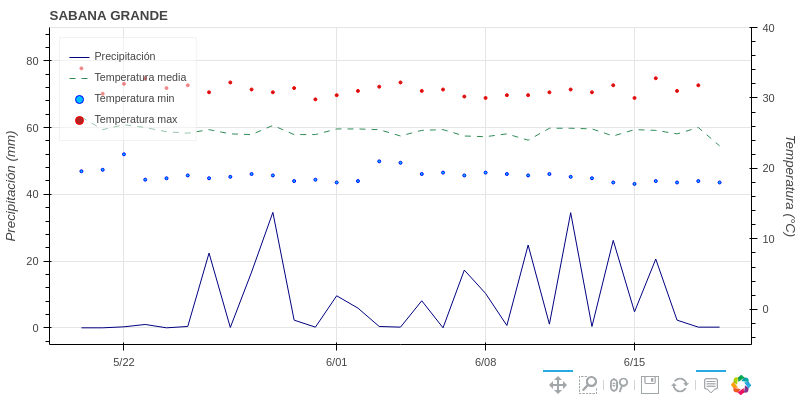 SABANA GRANDE
Precipitación
Temperatura media
Temperatura min
Temperatura max
Precipitación (mm)
80
60
40
20
0
Temperatura (°C)
40
30
20
10
0
5/22
6/01
6/08
6/15